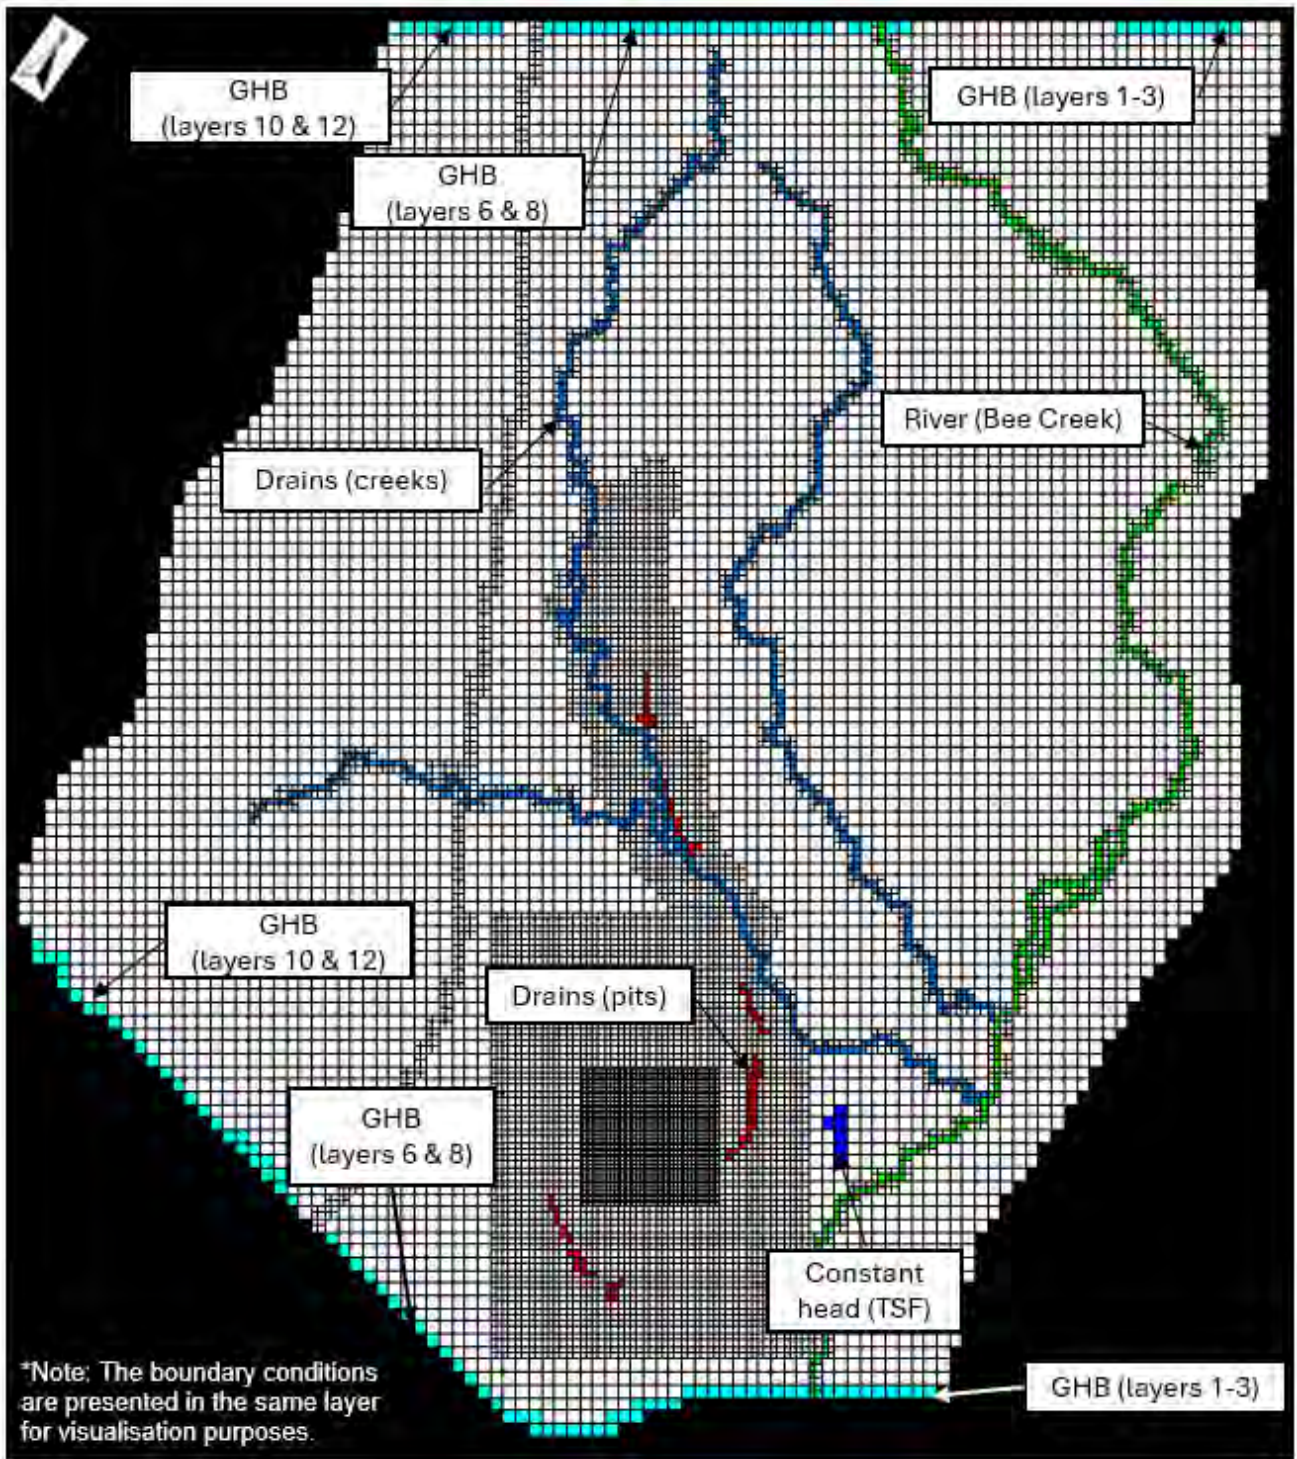 GHB
(layers 10 & 12)
GHB (layers 1-3)
GHB
(layers 6 & 8)
River (Bee Creek)
Drains (creeks)
GHB
(layers 10 & 12)
Drains (pits)
GHB
(layers 6 & 8)
Constant
head (TSF)
*Note: The boundary conditions
are presented in the same layer
for visualisation purposes.
GHB (layers 1-3)